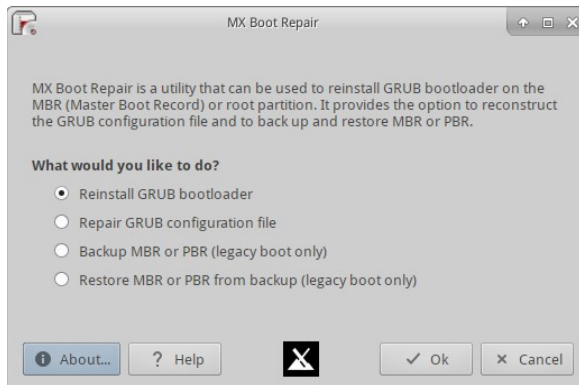 MX Boot Repair
MX Boot Repair is a utility that can be used to reinstall GRUB bootloader on the
MBR (Master Boot Record) or root partition. It provides the option to reconstruct
the GRUB configuration file and to back up and restore MBR or PBR.
What would you like to do?
Reinstall GRUB bootloader
Repair GRUB configuration file
Backup MBR or PBR (legacy boot only)
Restore MBR or PBR from backup (legacy boot only)
About... ? Help Ok Cancel